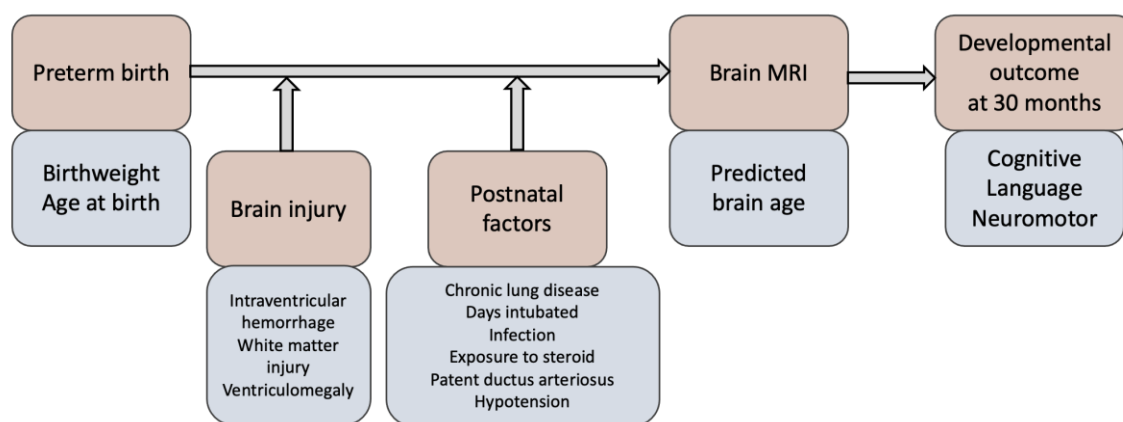 Preterm birth
Birthweight
Age at birth
Brain injury
Intraventricular
hemorrhage
White matter
injury
Ventriculomegaly
Postnatal
factors
Chronic lung disease
Days intubated
Infection
Exposure to steroid
Patent ductus arteriosus
Hypotension
Brain MRI
Predicted
brain age
Developmental
outcome
at 30 months
Cognitive
Language
Neuromotor